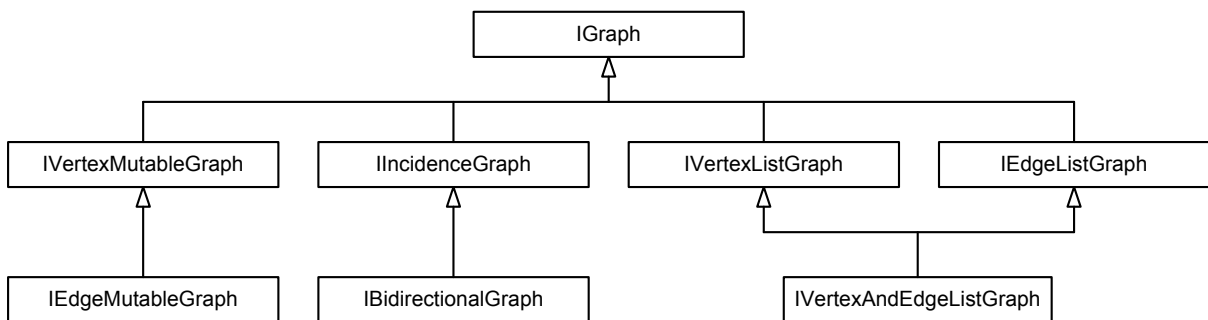 IGraph
IVertexMutableGraph
IIncidenceGraph
IVertexListGraph
IEdgeListGraph
IEdgeMutableGraph
IBidirectionalGraph
IVertexAndEdgeListGraph